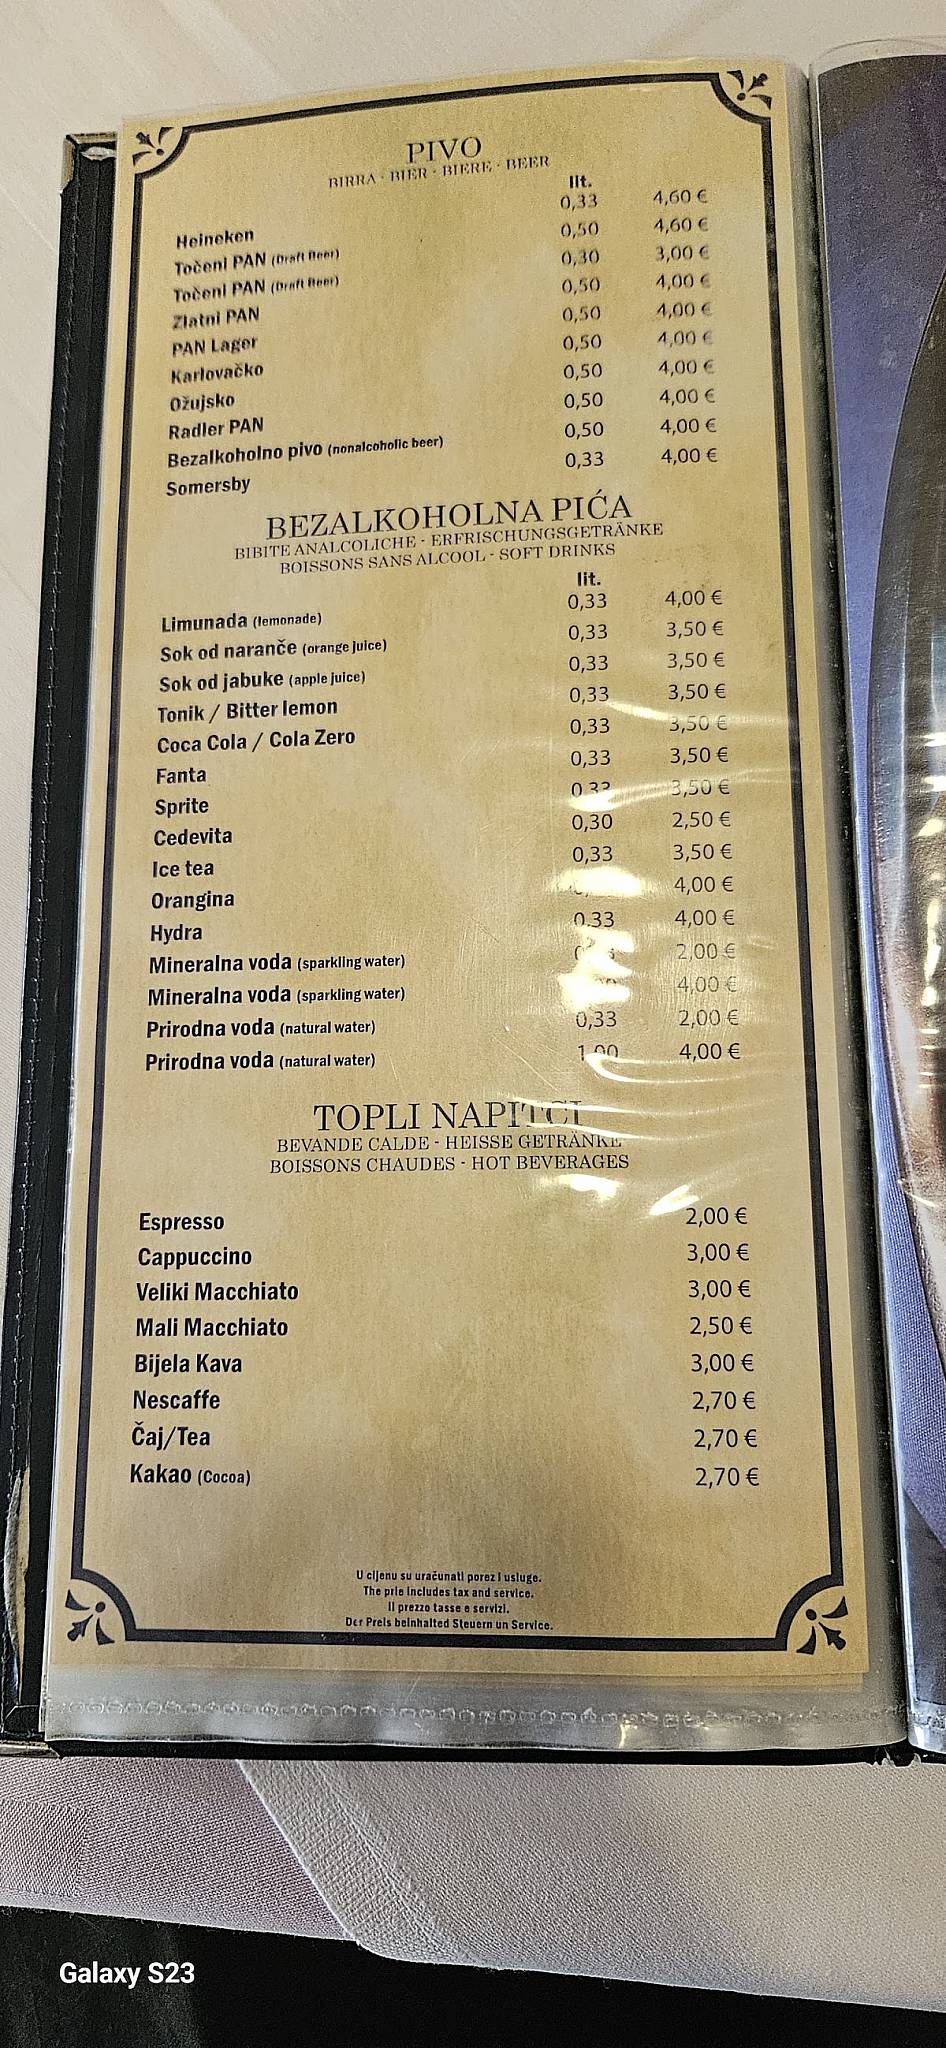 PIVO
BIRRA - BIER - BIERE - BEER
lit.
Heineken 0,33 4,60 €
Točeni PAN (Draft Beer) 0,50 4,60 €
Točeni PAN (Draft Beer) 0,30 3,00 €
Zlatni PAN 0,50 4,00 €
PAN Lager 0,50 4,00 €
Karlovačko 0,50 4,00 €
Ožujsko 0,50 4,00 €
Radler PAN 0,50 4,00 €
Bezalkoholno pivo (nonalcoholic beer) 0,50 4,00 €
Somersby 0,33 4,00 €
BEZALKOHOLNA PIĆA
BIBITE ANALCOLICHE - ERFRISCHUNGSGETRÄNKE
BOISSONS SANS ALCOOL - SOFT DRINKS
lit.
Limunada (lemonade) 0,33 4,00 €
Sok od naranče (orange juice) 0,33 3,50 €
Sok od jabuke (apple juice) 0,33 3,50 €
Tonik / Bitter lemon 0,33 3,50 €
Coca Cola / Cola Zero 0,33 3,50 €
Fanta 0,33 3,50 €
Sprite 0,33 3,50 €
Cedevita 0,30 2,50 €
Ice tea 0,33 3,50 €
Orangina 4,00 €
Hydra 0,33 4,00 €
Mineralna voda (sparkling water) 2,00 €
Mineralna voda (sparkling water) 4,00 €
Prirodna voda (natural water) 0,33 2,00 €
Prirodna voda (natural water) 1,00 4,00 €
TOPLI NAPITCI
BEVANDE CALDE - HEISSE GETRÄNKE
BOISSONS CHAUDES - HOT BEVERAGES
Espresso 2,00 €
Cappuccino 3,00 €
Veliki Macchiato 3,00 €
Mali Macchiato 2,50 €
Bijela Kava 3,00 €
Nescaffe 2,70 €
Čaj/Tea 2,70 €
Kakao (Cocoa) 2,70 €
U cijenu su uračunati porez i usluge.
The prie includes tax and service.
Il prezzo tasse e servizi.
Der Preis beinhalted Steuern un Service.
Galaxy S23